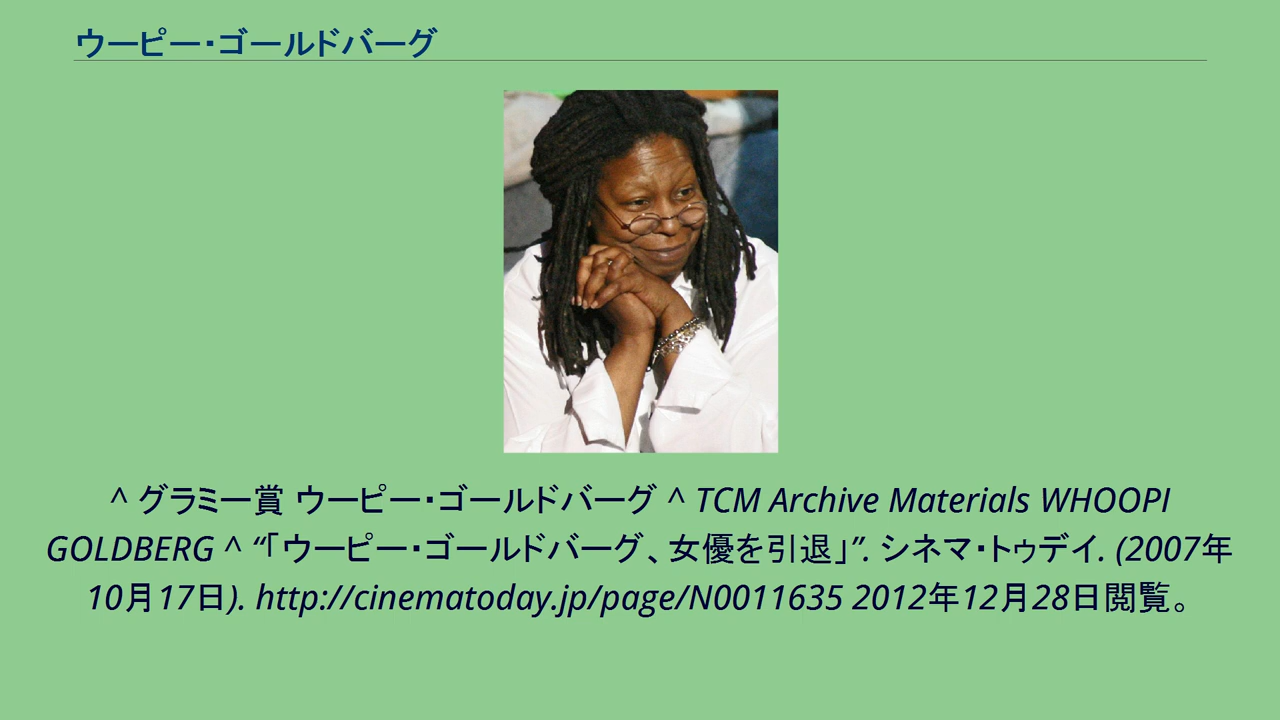 ウーピー・ゴールドバーグ
^ グラミー賞 ウーピー・ゴールドバーグ ^ TCM Archive Materials WHOOPI
GOLDBERG ^ “「ウーピー・ゴールドバーグ、女優を引退」”. シネマ・トゥデイ. (2007年
10月17日). http://cinematoday.jp/page/N0011635 2012年12月28日閲覧。